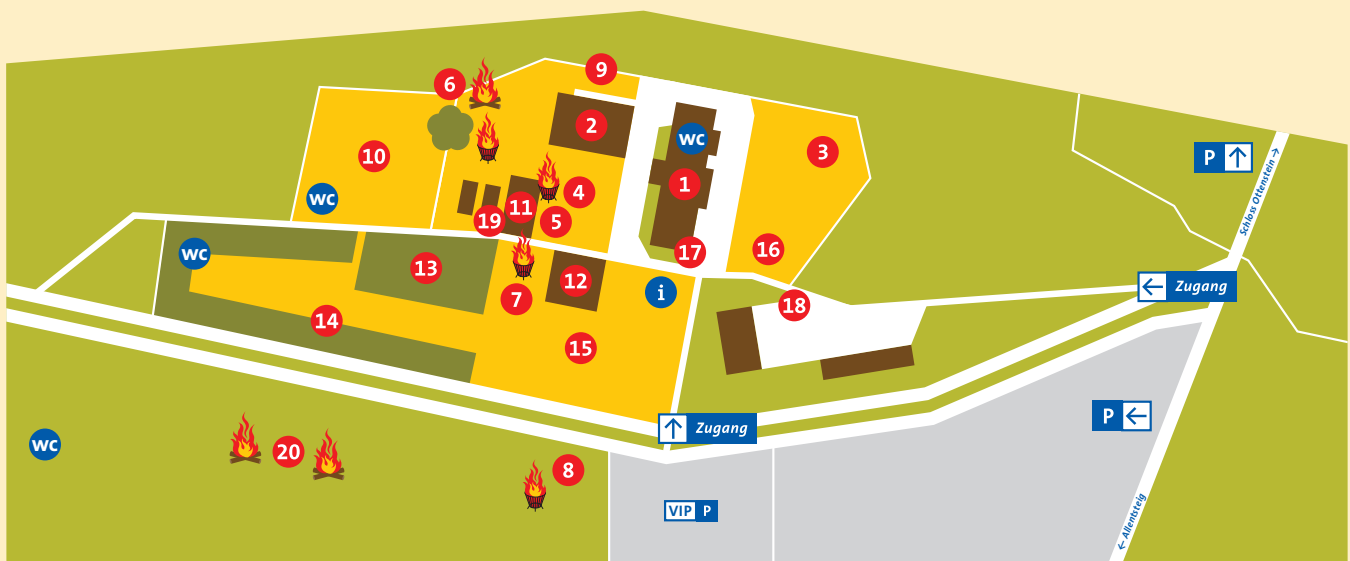 9
6
2
wc
3
P ↑
10
1
4
wc
11
19
5
Schloss Ottenstein →
wc
17
16
13
12
i
7
← Zugang
18
14
15
↑ Zugang
P ←
wc
20
8
VIP P
← Allentsteig